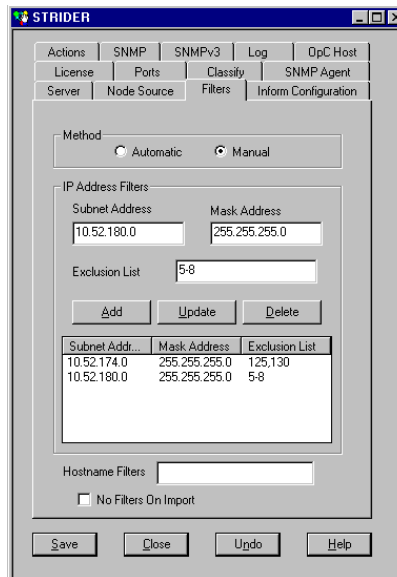 STRIDER
Actions SNMP SNMPv3 Log OpC Host
License Ports Classify SNMP Agent
Server Node Source Filters Inform Configuration
Method
Automatic Manual
IP Address Filters
Subnet Address Mask Address
10.52.180.0 255.255.255.0
Exclusion List 5-8
Add Update Delete
Subnet Addr... Mask Address Exclusion List
10.52.174.0 255.255.255.0 125,130
10.52.180.0 255.255.255.0 5-8
Hostname Filters
No Filters On Import
Save Close Undo Help